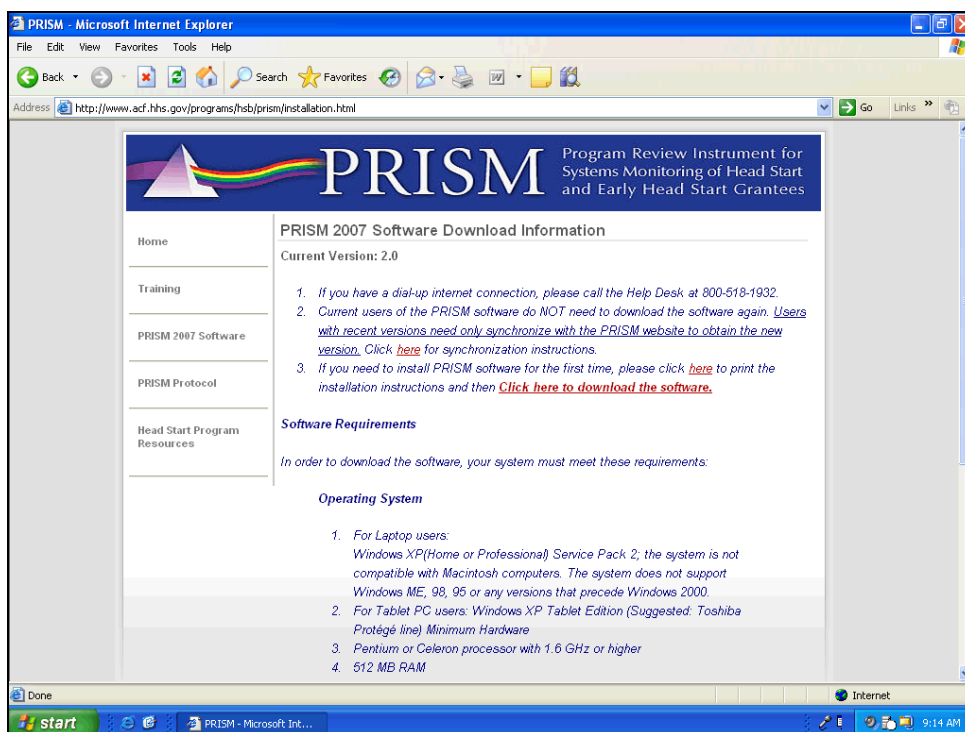 PRISM - Microsoft Internet Explorer
File Edit View Favorites Tools Help
Back Search Favorites
Address http://www.acf.hhs.gov/programs/hsb/prism/installation.html Go Links »
PRISM
Program Review Instrument for
Systems Monitoring of Head Start
and Early Head Start Grantees
Home
Training
PRISM 2007 Software
PRISM Protocol
Head Start Program
Resources
PRISM 2007 Software Download Information
Current Version: 2.0
1. If you have a dial-up internet connection, please call the Help Desk at 800-518-1932.
2. Current users of the PRISM software do NOT need to download the software again. Users
with recent versions need only synchronize with the PRISM website to obtain the new
version. Click here for synchronization instructions.
3. If you need to install PRISM software for the first time, please click here to print the
installation instructions and then Click here to download the software.
Software Requirements
In order to download the software, your system must meet these requirements:
Operating System
1. For Laptop users:
Windows XP(Home or Professional) Service Pack 2; the system is not
compatible with Macintosh computers. The system does not support
Windows ME, 98, 95 or any versions that precede Windows 2000.
2. For Tablet PC users: Windows XP Tablet Edition (Suggested: Toshiba
Protégé line) Minimum Hardware
3. Pentium or Celeron processor with 1.6 GHz or higher
4. 512 MB RAM
Done Internet
start PRISM - Microsoft Int... 9:14 AM